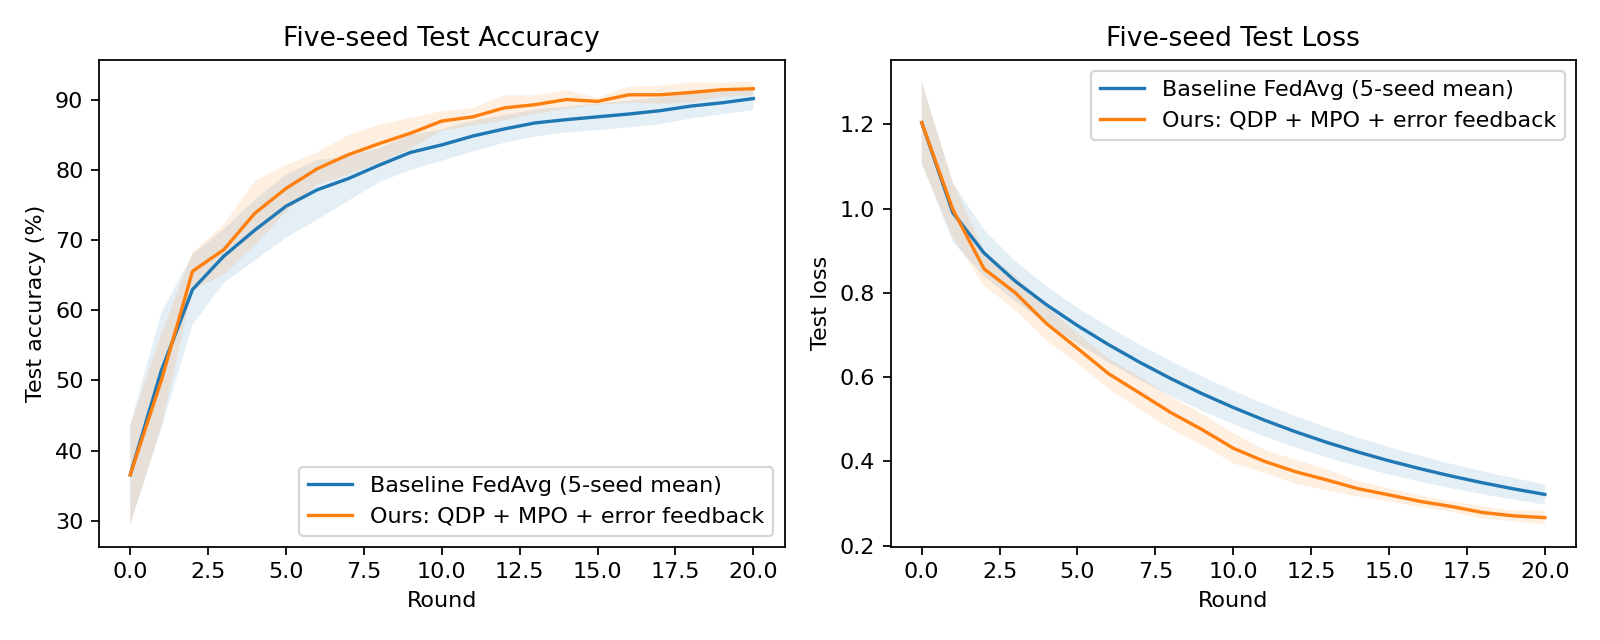 Five-seed Test Accuracy
Test accuracy (%)
90
80
70
60
50
40
30
Baseline FedAvg (5-seed mean)
Ours: QDP + MPO + error feedback
0.0 2.5 5.0 7.5 10.0 12.5 15.0 17.5 20.0
Round
Five-seed Test Loss
Test loss
1.2
1.0
0.8
0.6
0.4
0.2
Baseline FedAvg (5-seed mean)
Ours: QDP + MPO + error feedback
0.0 2.5 5.0 7.5 10.0 12.5 15.0 17.5 20.0
Round